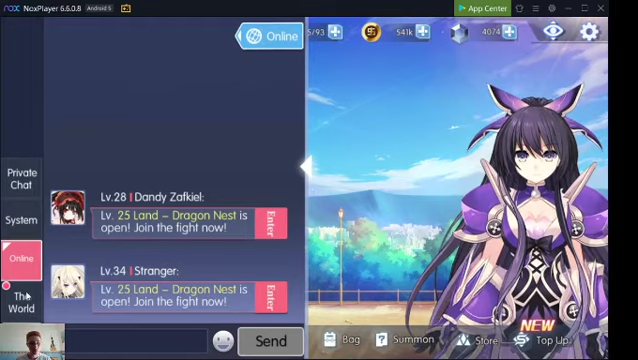 nox NoxPlayer 6.6.0.8 Android 5
App Center
Online
5/93
541k
4074
Private
Chat
System
Online
The
World
Lv.28 Dandy Zafkiel:
Lv. 25 Land – Dragon Nest is
open! Join the fight now!
Enter
Lv.34 Stranger:
Lv. 25 Land – Dragon Nest is
open! Join the fight now!
Enter
Send
Bag
Summon
Store
NEW
Top Up